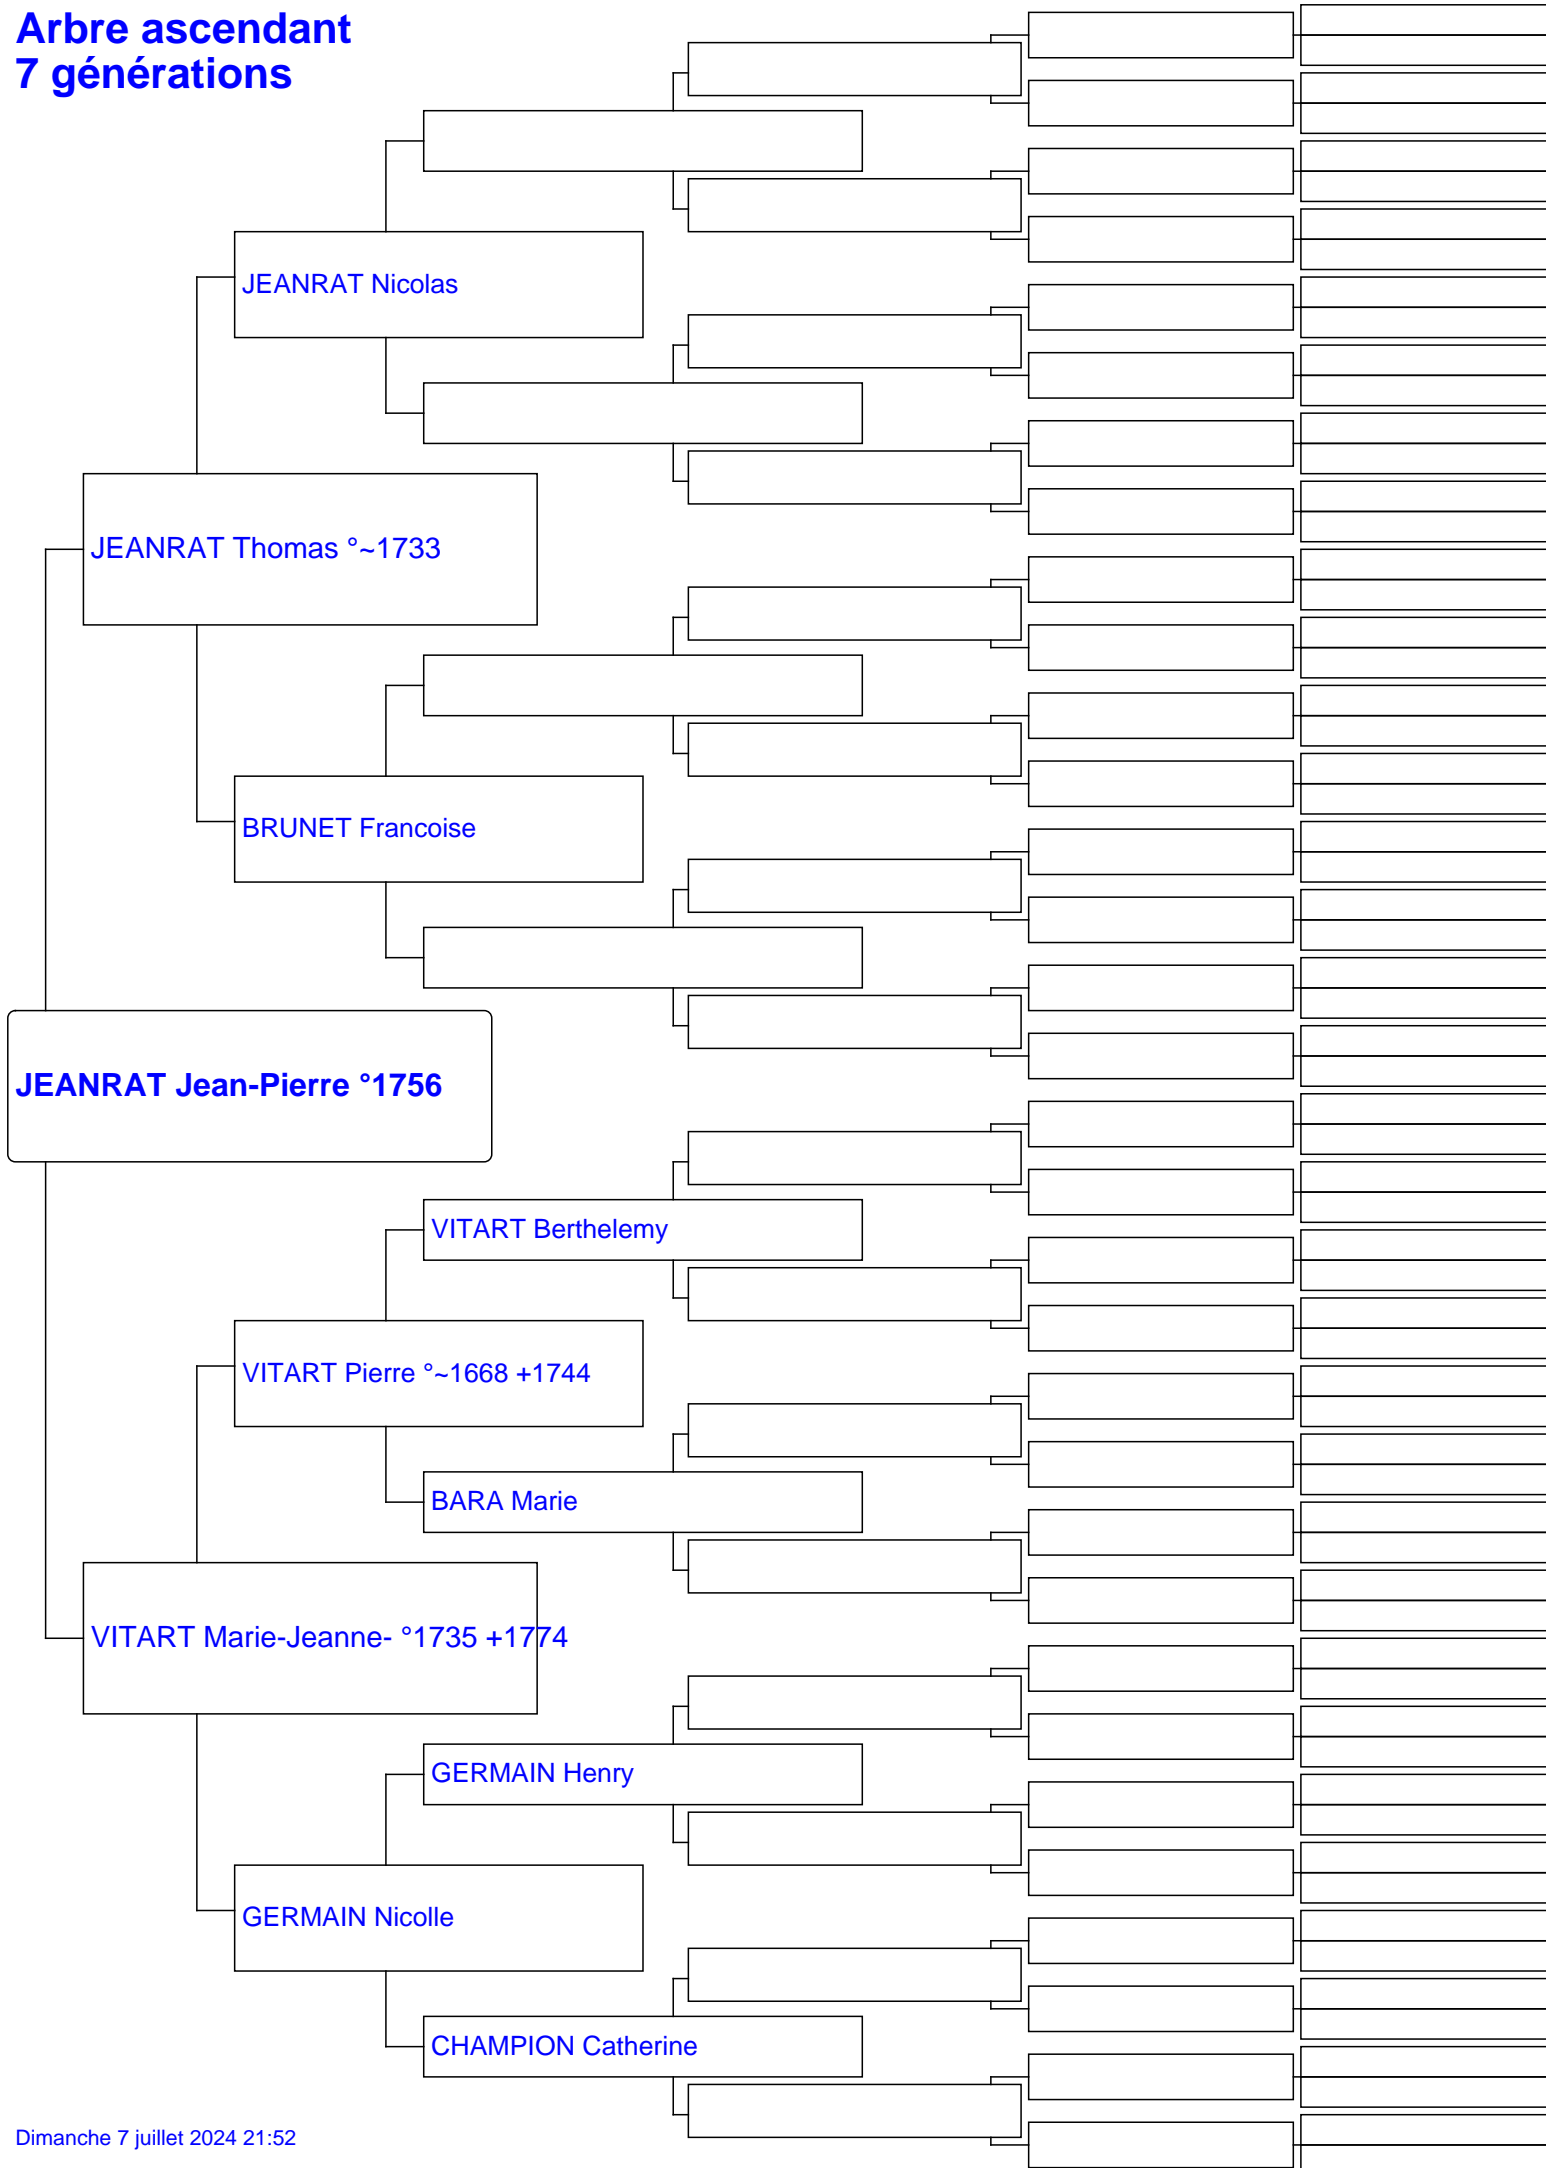 Arbre ascendant
7 générations
JEANRAT Nicolas
JEANRAT Thomas °~1733
BRUNET Francoise
JEANRAT Jean-Pierre °1756
VITART Berthelemy
VITART Pierre °~1668 +1744
BARA Marie
VITART Marie-Jeanne- °1735 +1774
GERMAIN Henry
GERMAIN Nicolle
CHAMPION Catherine
Dimanche 7 juillet 2024 21:52